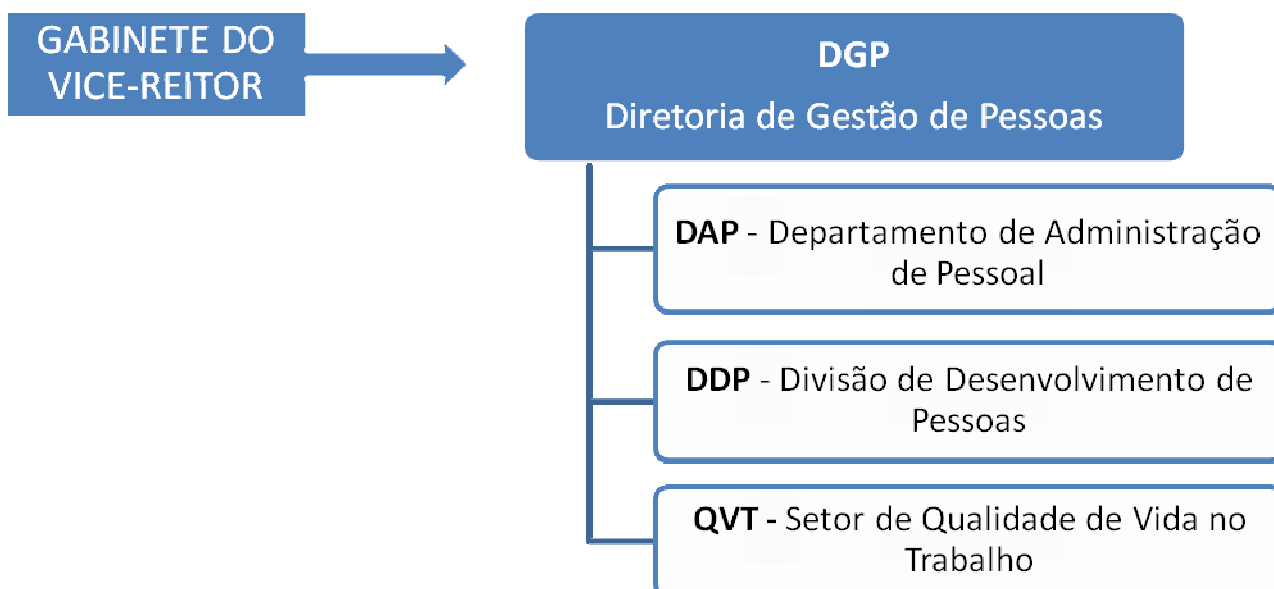 GABINETE DO
VICE-REITOR
DGP
Diretoria de Gestão de Pessoas
DAP - Departamento de Administração
de Pessoal
DDP - Divisão de Desenvolvimento de
Pessoas
QVT - Setor de Qualidade de Vida no
Trabalho